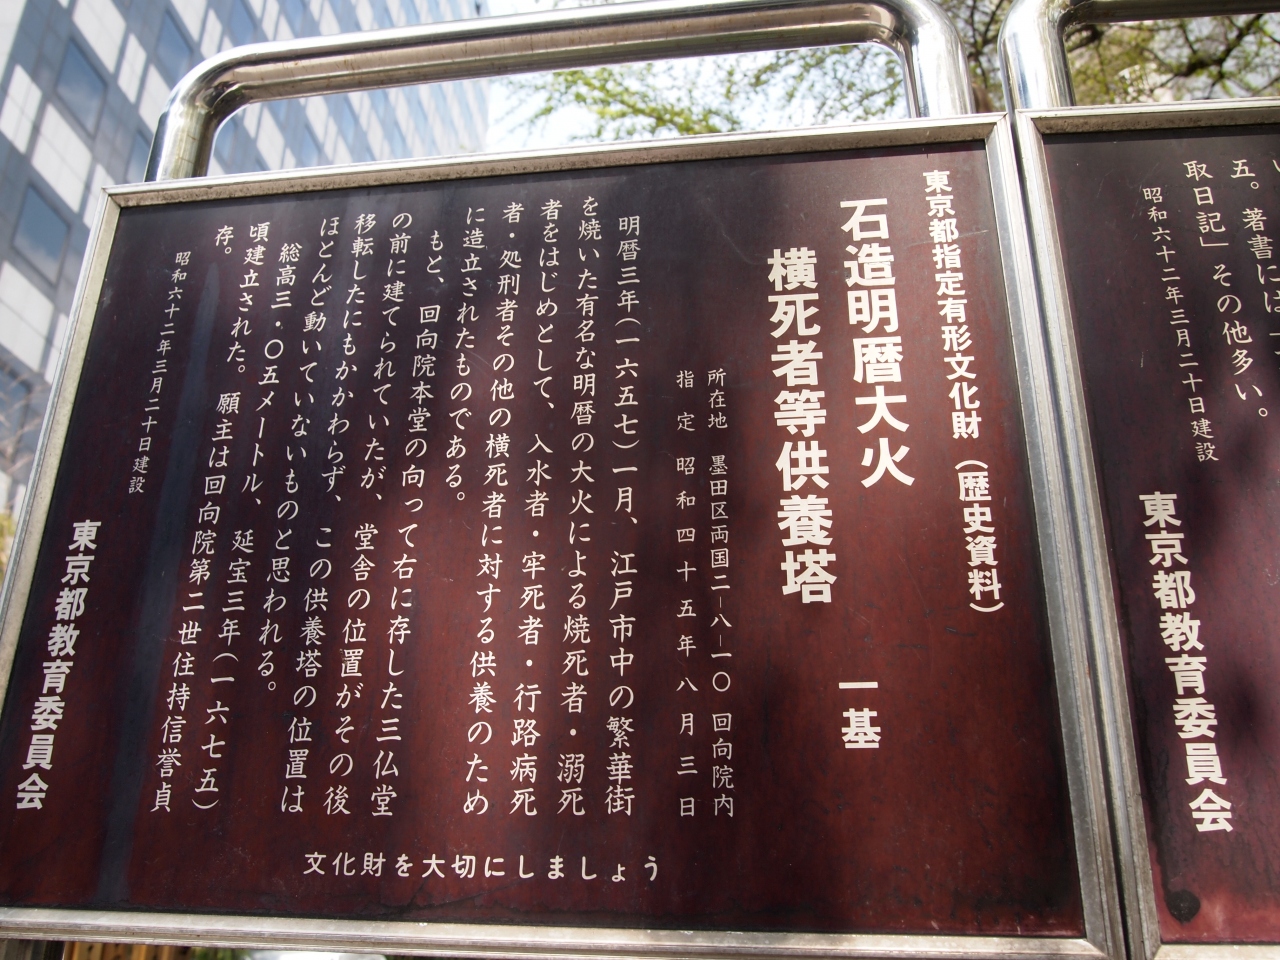 東京都指定有形文化財(歴史資料)
石造明暦大火
横死者等供養塔 一基
所在地 墨田区両国二―八―一〇 回向院内
指定 昭和四十五年八月三日
明暦三年(一六五七)一月、江戸市中の繁華街
を焼いた有名な明暦の大火による焼死者・溺死
者をはじめとして、入水者・牢死者・行路病死
者・処刑者その他の横死者に対する供養のため
に造立されたものである。
もと、回向院本堂の向って右に存した三仏堂
の前に建てられていたが、堂舎の位置がその後
移転したにもかかわらず、この供養塔の位置は
ほとんど動いていないものと思われる。
総高三・〇五メートル、延宝三年(一六七五)
頃建立された。願主は回向院第二世住持信誉貞
存。
昭和六十二年三月二十日建設
東京都教育委員会
文化財を大切にしましょう
五。著書には
取日記」その他多い。
昭和六十二年三月二十日建設
東京都教育委員会